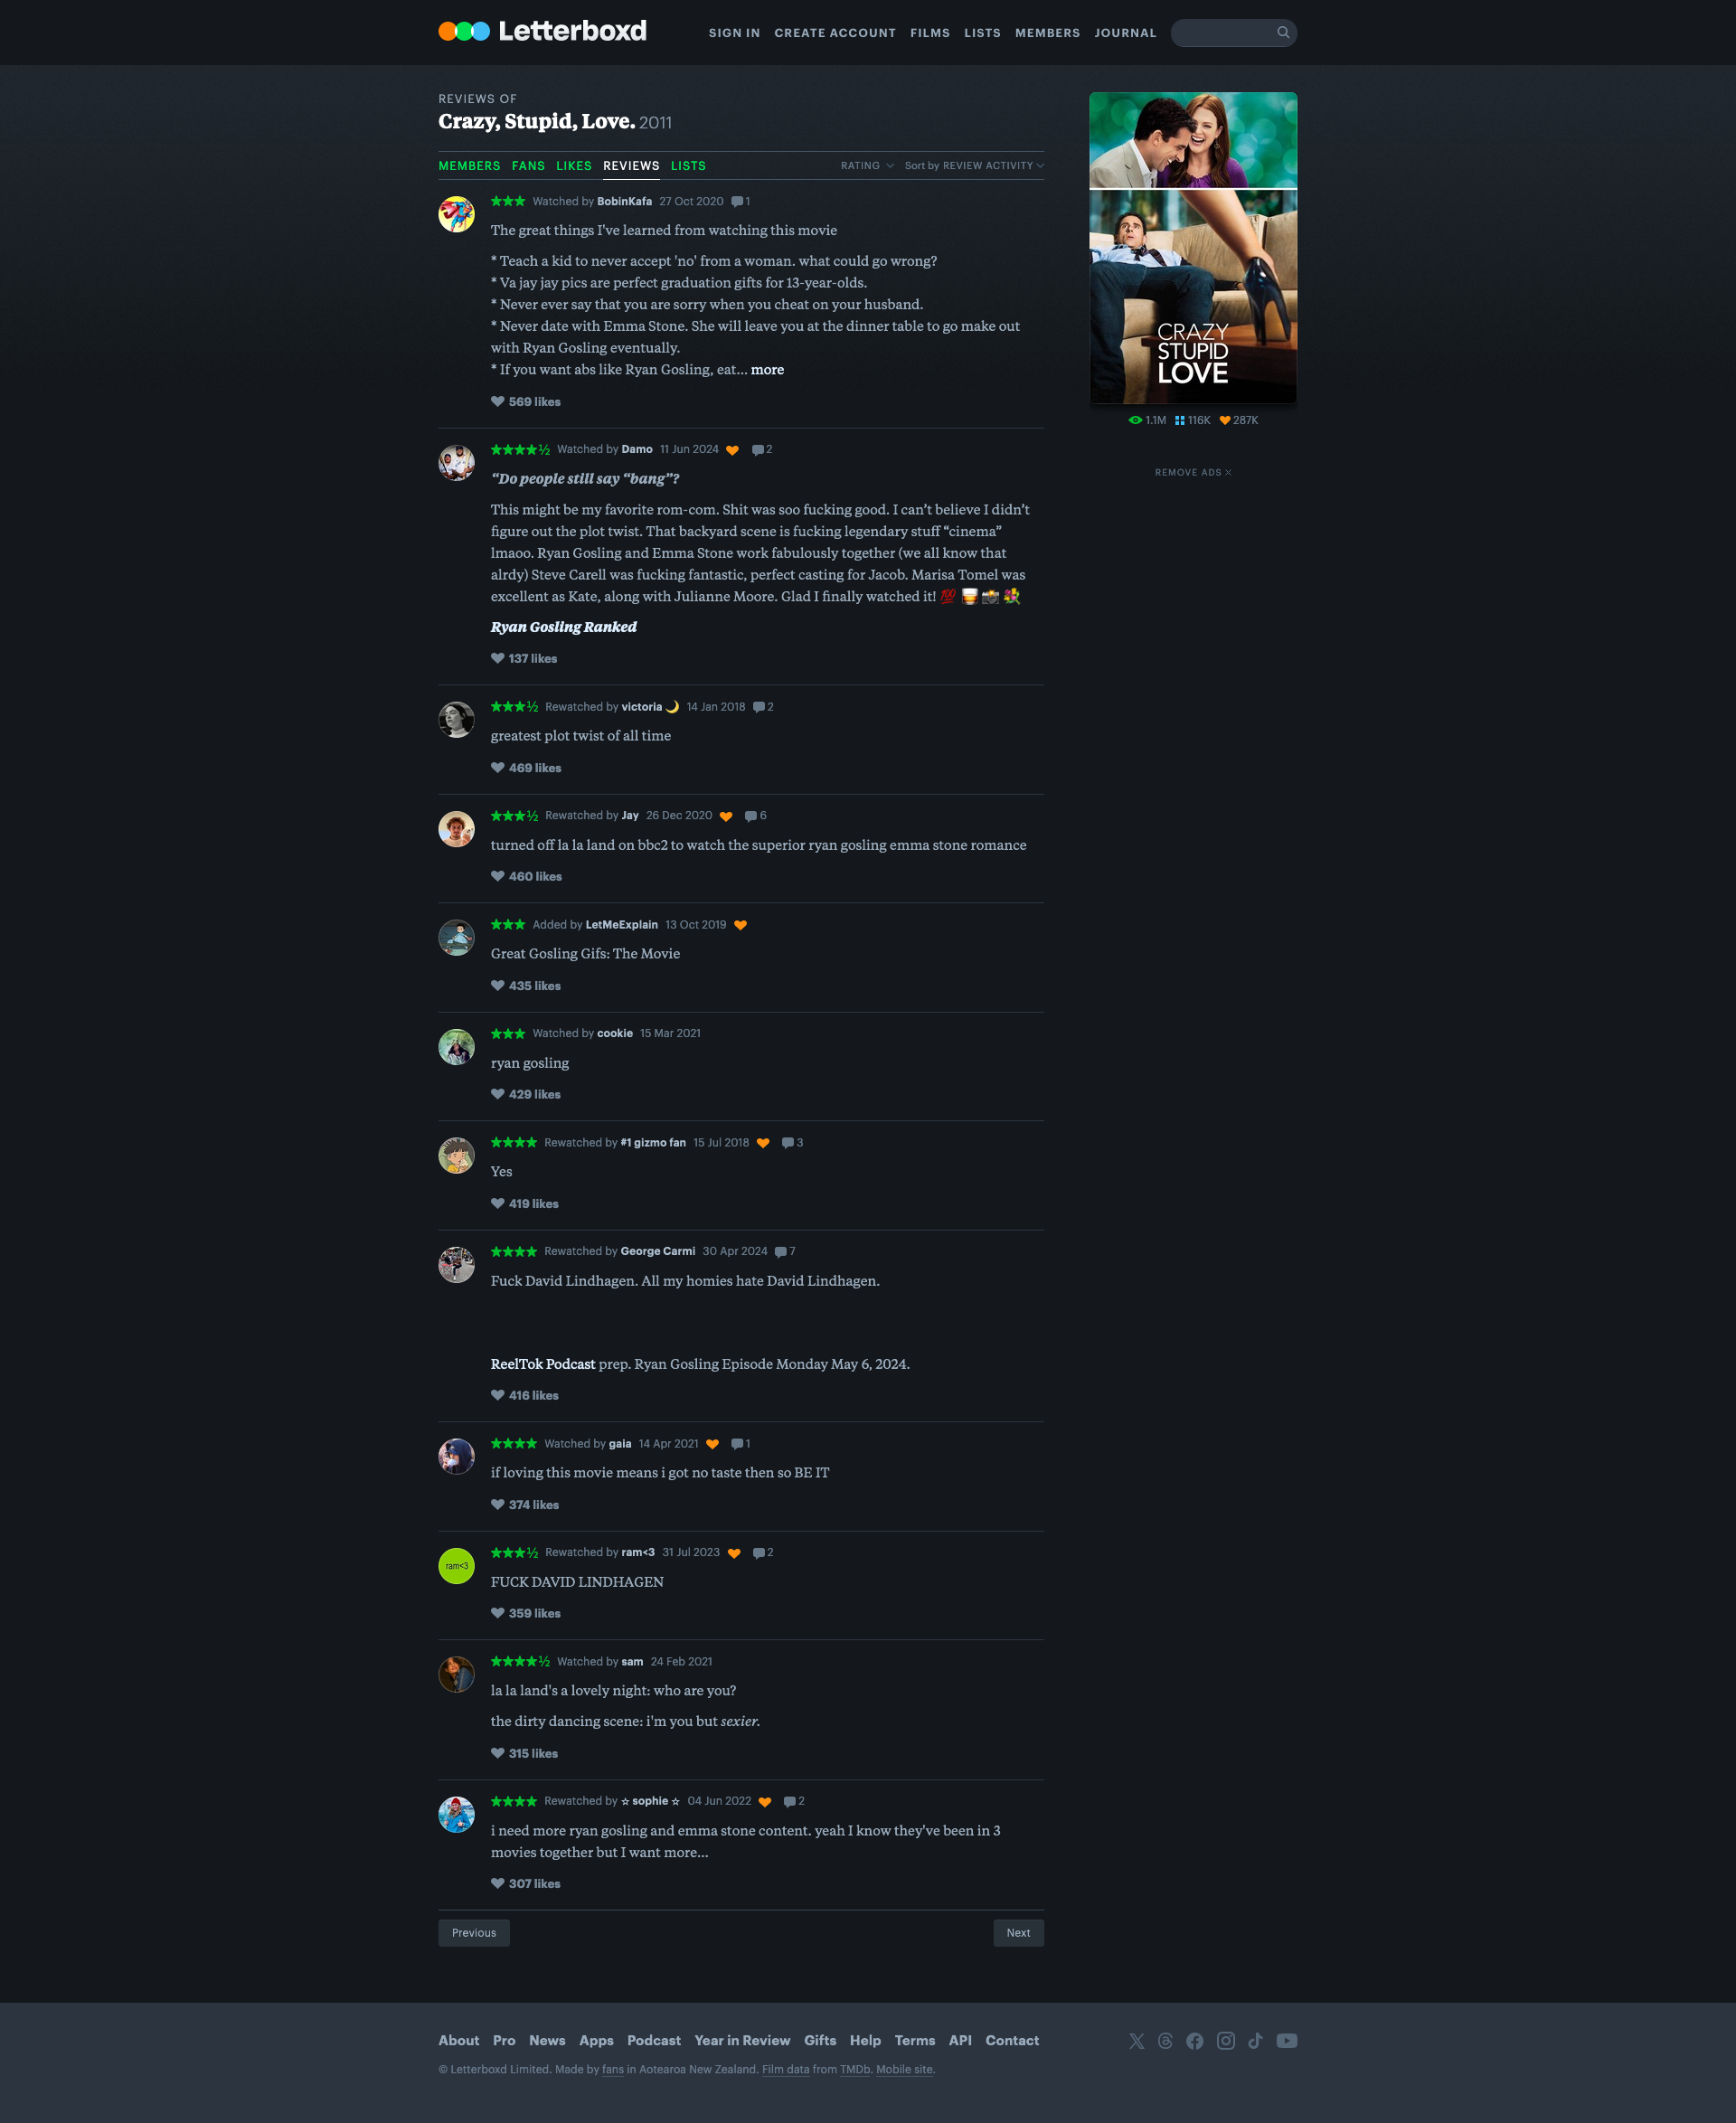 Letterboxd
SIGN IN CREATE ACCOUNT FILMS LISTS MEMBERS JOURNAL
REVIEWS OF
Crazy, Stupid, Love. 2011
MEMBERS FANS LIKES REVIEWS LISTS RATING Sort by REVIEW ACTIVITY
CRAZY
STUPID
LOVE
1.1M 116K 287K
REMOVE ADS
★★★ Watched by BobinKafa 27 Oct 2020 1
The great things I've learned from watching this movie
* Teach a kid to never accept 'no' from a woman. what could go wrong?
* Va jay jay pics are perfect graduation gifts for 13-year-olds.
* Never ever say that you are sorry when you cheat on your husband.
* Never date with Emma Stone. She will leave you at the dinner table to go make out
with Ryan Gosling eventually.
* If you want abs like Ryan Gosling, eat… more
569 likes
★★★★½ Watched by Damo 11 Jun 2024 2
“Do people still say “bang”?
This might be my favorite rom-com. Shit was soo fucking good. I can’t believe I didn’t
figure out the plot twist. That backyard scene is fucking legendary stuff “cinema”
lmaoo. Ryan Gosling and Emma Stone work fabulously together (we all know that
alrdy) Steve Carell was fucking fantastic, perfect casting for Jacob. Marisa Tomel was
excellent as Kate, along with Julianne Moore. Glad I finally watched it! 💯 🥃 📸 💐
Ryan Gosling Ranked
137 likes
★★★½ Rewatched by victoria 🌙 14 Jan 2018 2
greatest plot twist of all time
469 likes
★★★½ Rewatched by Jay 26 Dec 2020 6
turned off la la land on bbc2 to watch the superior ryan gosling emma stone romance
460 likes
★★★ Added by LetMeExplain 13 Oct 2019
Great Gosling Gifs: The Movie
435 likes
★★★ Watched by cookie 15 Mar 2021
ryan gosling
429 likes
★★★★ Rewatched by #1 gizmo fan 15 Jul 2018 3
Yes
419 likes
★★★★ Rewatched by George Carmi 30 Apr 2024 7
Fuck David Lindhagen. All my homies hate David Lindhagen.
ReelTok Podcast prep. Ryan Gosling Episode Monday May 6, 2024.
416 likes
★★★★ Watched by gaia 14 Apr 2021 1
if loving this movie means i got no taste then so BE IT
374 likes
ram<3
★★★½ Rewatched by ram<3 31 Jul 2023 2
FUCK DAVID LINDHAGEN
359 likes
★★★★½ Watched by sam 24 Feb 2021
la la land's a lovely night: who are you?
the dirty dancing scene: i'm you but sexier.
315 likes
★★★★ Rewatched by ☆ sophie ☆ 04 Jun 2022 2
i need more ryan gosling and emma stone content. yeah I know they've been in 3
movies together but I want more…
307 likes
Previous Next
About Pro News Apps Podcast Year in Review Gifts Help Terms API Contact
© Letterboxd Limited. Made by fans in Aotearoa New Zealand. Film data from TMDb. Mobile site.